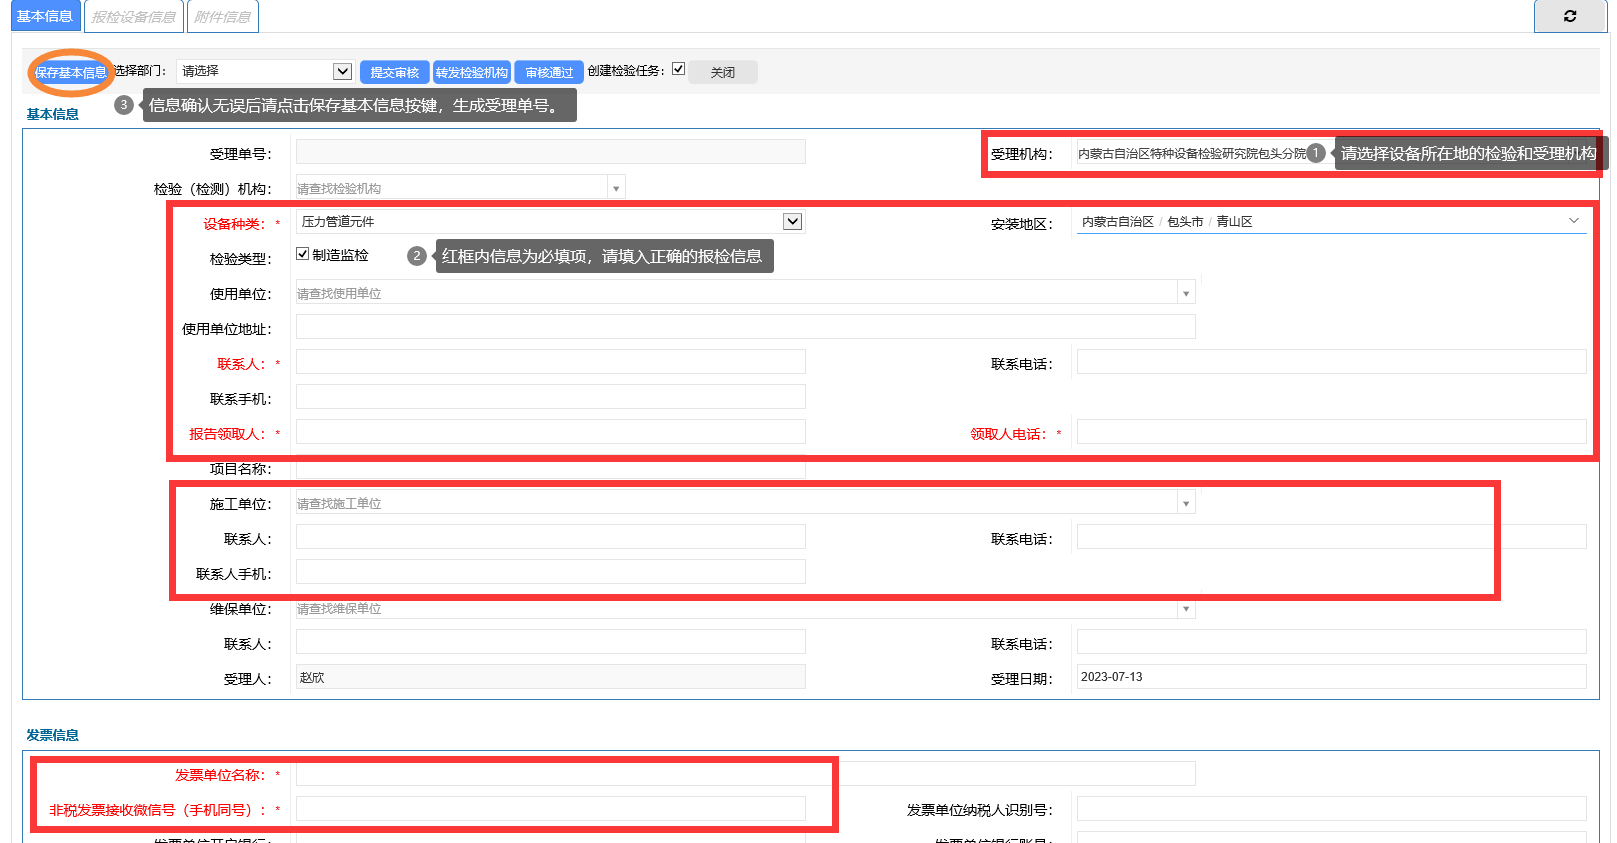 基本信息 报检设备信息 附件信息
保存基本信息 选择部门： 请选择 提交审核 转发检验机构 审核通过 创建检验任务： 关闭
3 信息确认无误后请点击保存基本信息按键，生成受理单号。
基本信息
受理单号： 受理机构： 内蒙古自治区特种设备检验研究院包头分院 1 请选择设备所在地的检验和受理机构
检验（检测）机构： 请查找检验机构
设备种类：* 压力管道元件 安装地区： 内蒙古自治区 / 包头市 / 青山区
检验类型： 制造监检 2 红框内信息为必填项，请填入正确的报检信息
使用单位： 请查找使用单位
使用单位地址：
联系人：* 联系电话：
联系手机：
报告领取人：* 领取人电话：*
项目名称：
施工单位： 请查找施工单位
联系人： 联系电话：
联系人手机：
维保单位： 请查找维保单位
联系人： 联系电话：
受理人： 赵欣 受理日期： 2023-07-13
发票信息
发票单位名称：*
非税发票接收微信号（手机同号）：* 发票单位纳税人识别号：
发票单位开户银行： 发票单位银行账号：